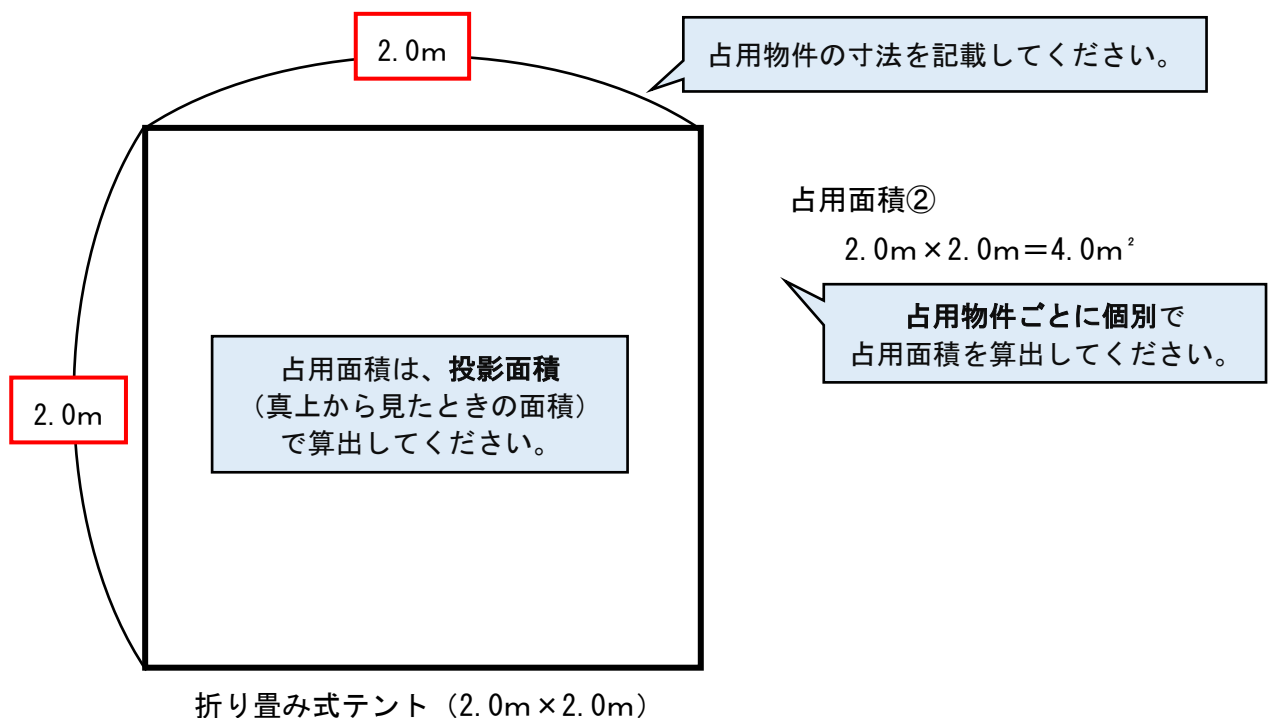 2.0m
占用物件の寸法を記載してください。
占用面積②
2.0m×2.0m＝4.0m²
占用物件ごとに個別で
占用面積を算出してください。
占用面積は、投影面積
（真上から見たときの面積）
で算出してください。
2.0m
折り畳み式テント（2.0m×2.0m）